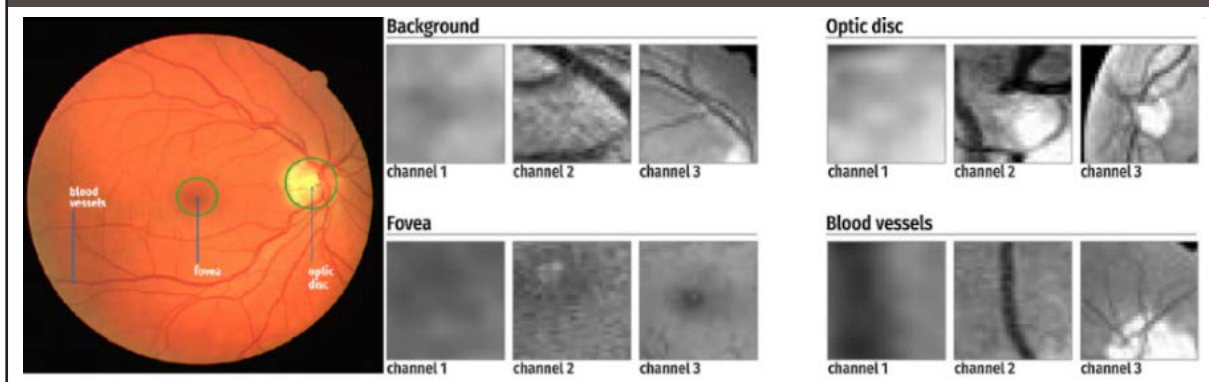 blood
vessels
fovea
optic
disc
Background
channel 1 channel 2 channel 3
Optic disc
channel 1 channel 2 channel 3
Fovea
channel 1 channel 2 channel 3
Blood vessels
channel 1 channel 2 channel 3